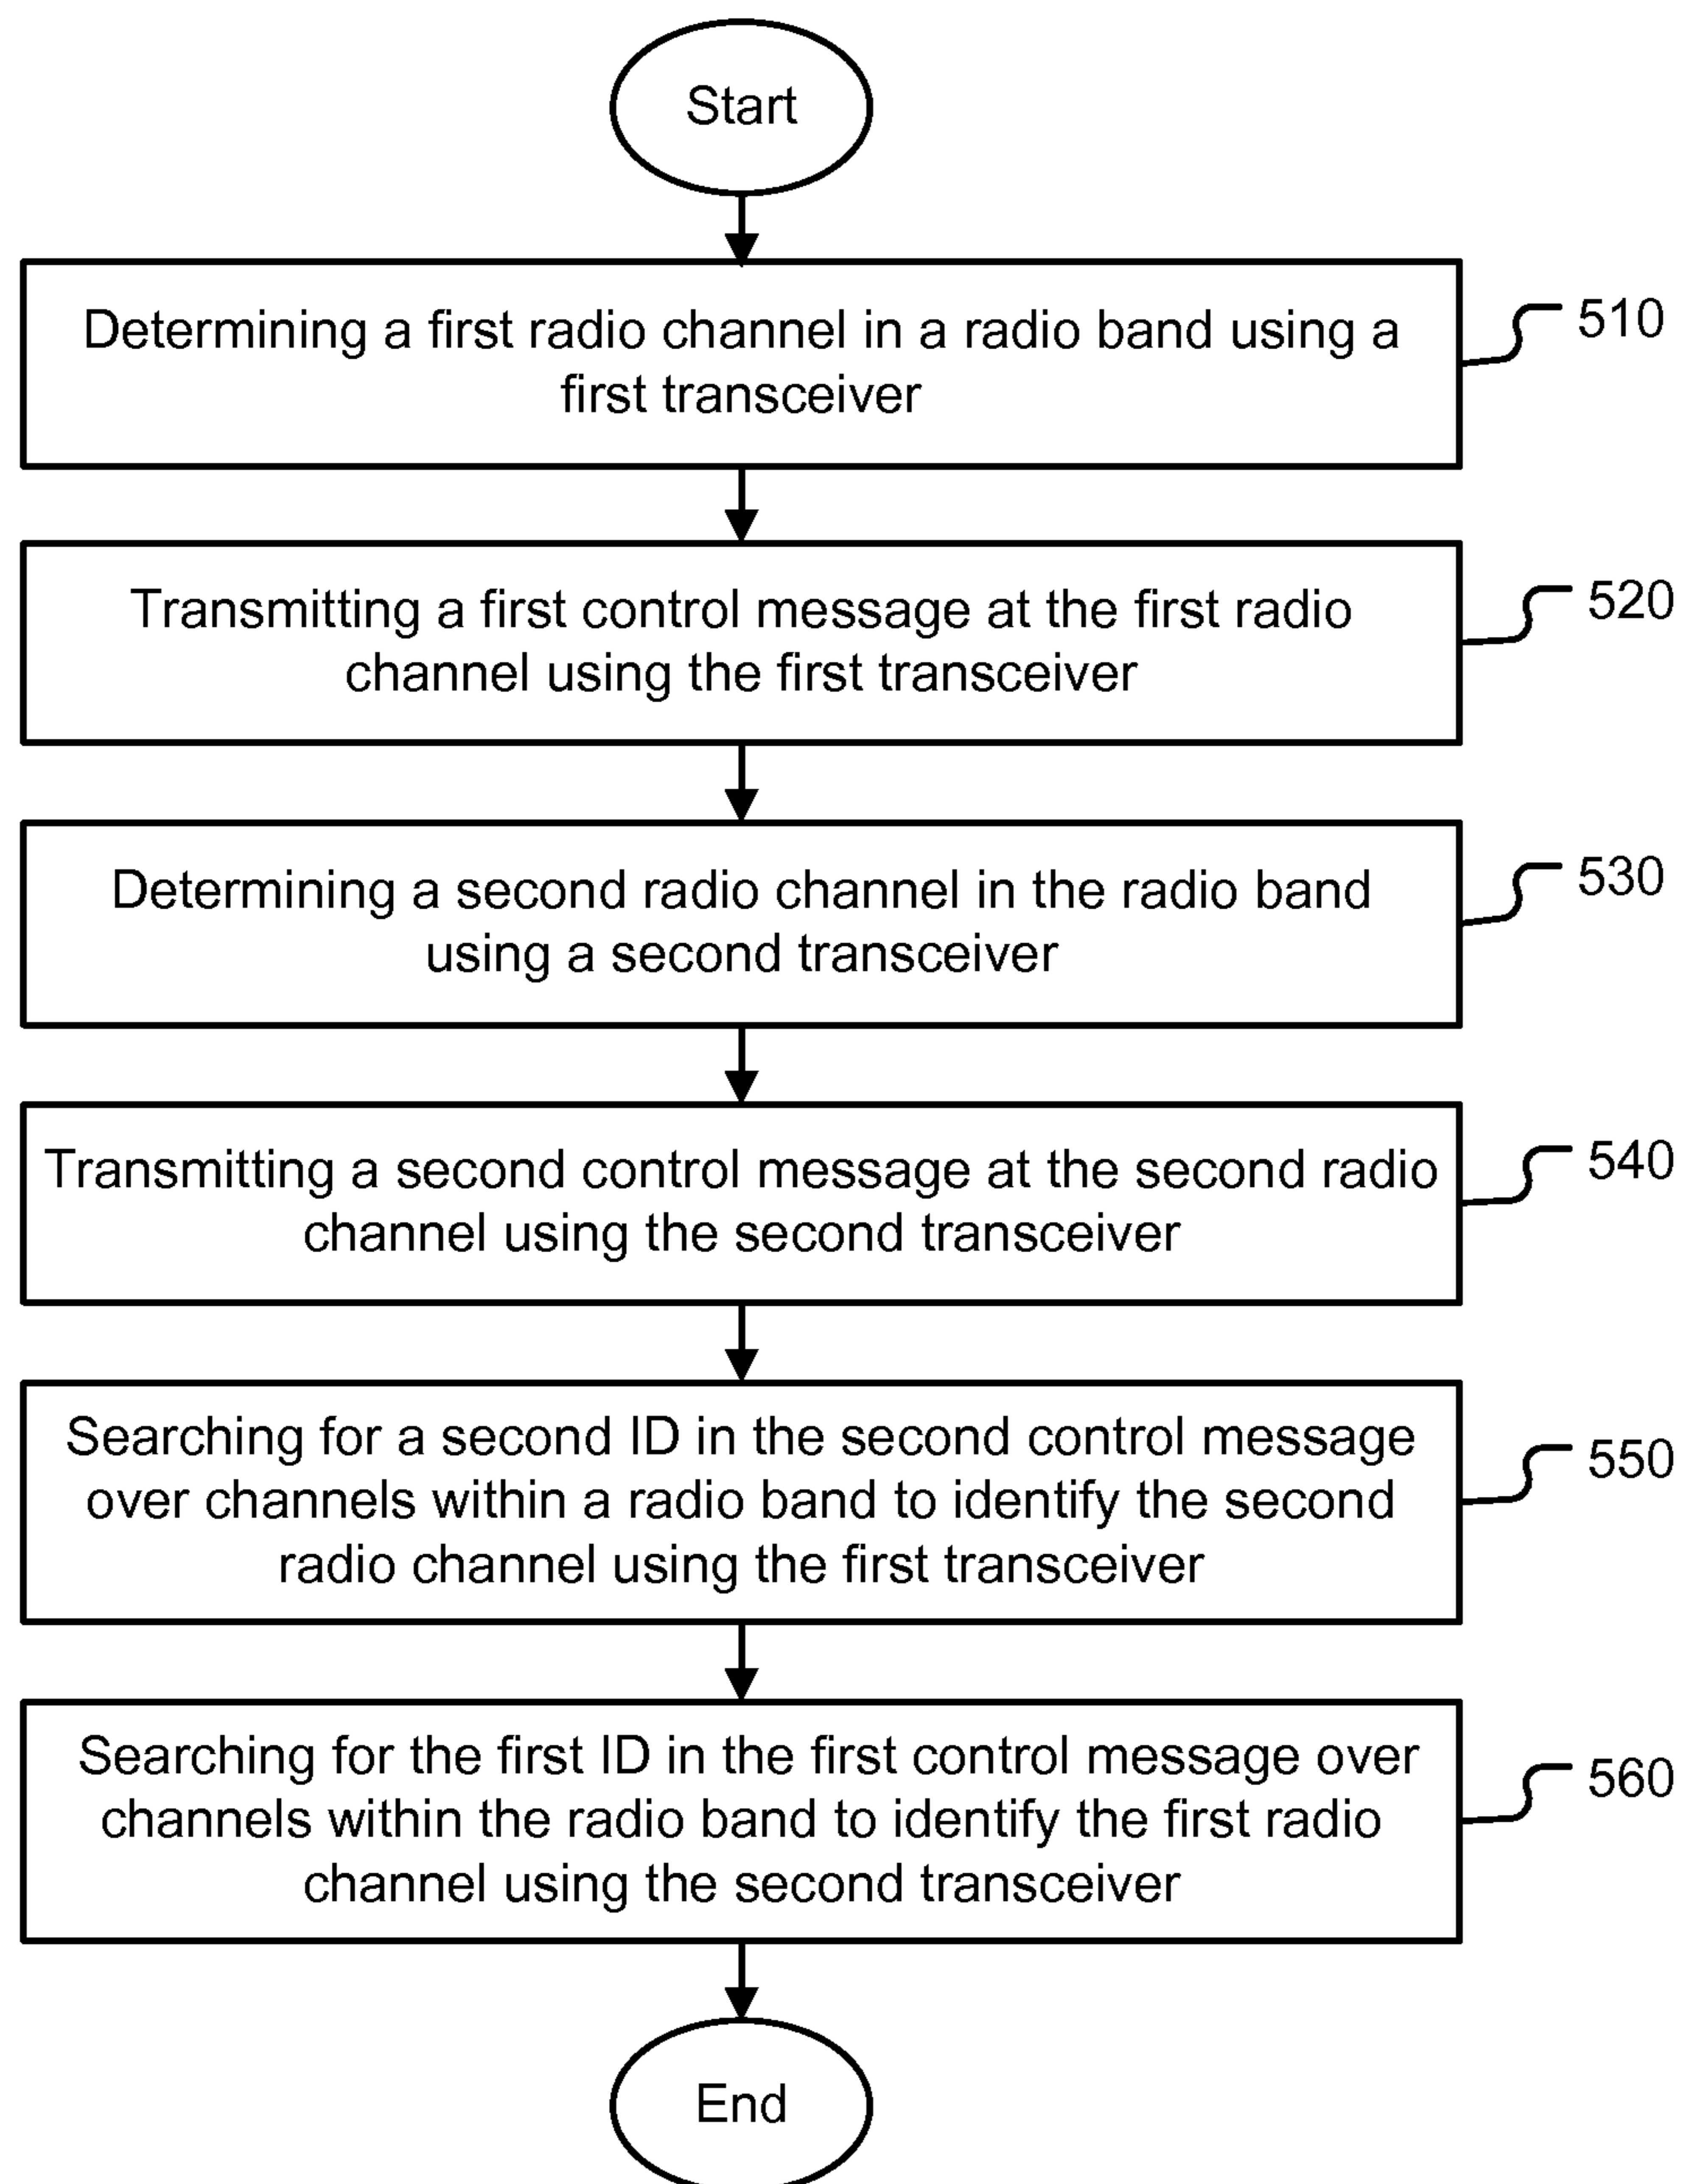 Start
Determining a first radio channel in a radio band using a
first transceiver
510
Transmitting a first control message at the first radio
channel using the first transceiver
520
Determining a second radio channel in the radio band
using a second transceiver
530
Transmitting a second control message at the second radio
channel using the second transceiver
540
Searching for a second ID in the second control message
over channels within a radio band to identify the second
radio channel using the first transceiver
550
Searching for the first ID in the first control message over
channels within the radio band to identify the first radio
channel using the second transceiver
560
End